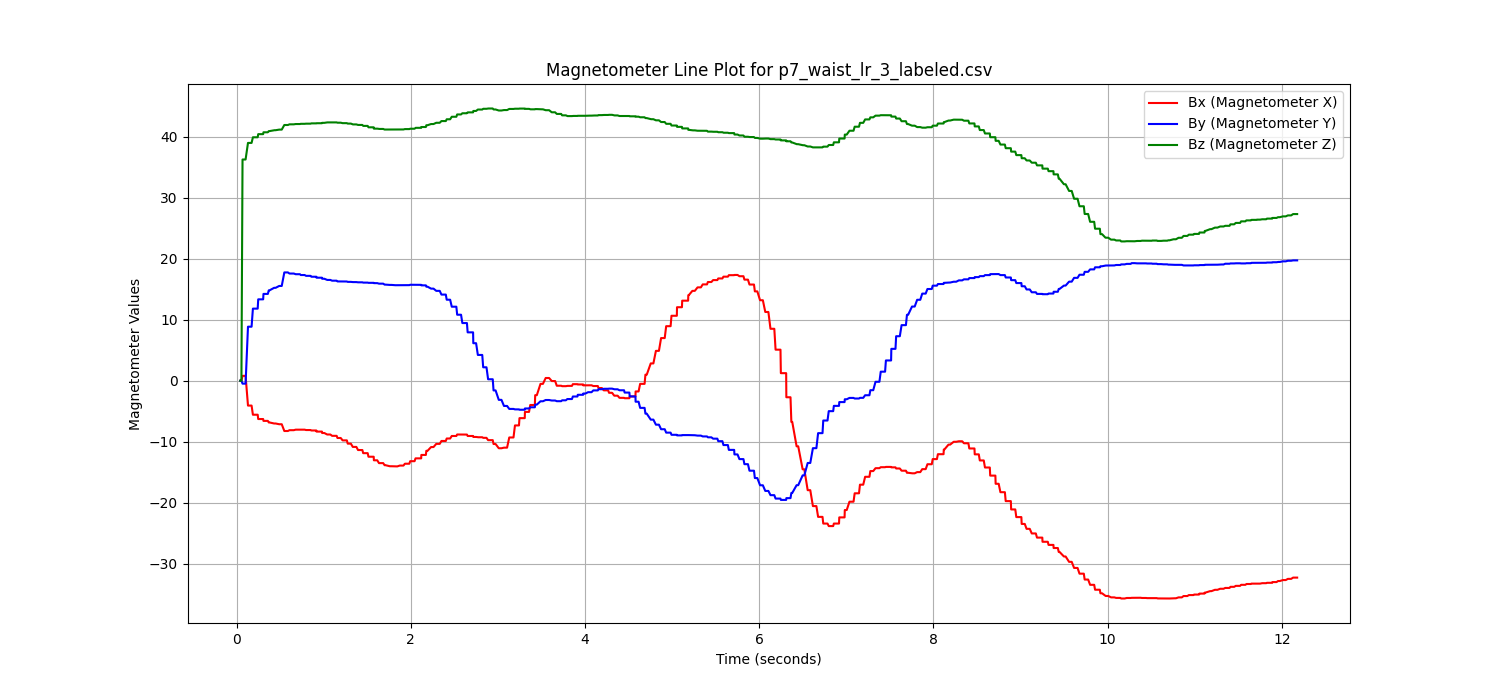 Magnetometer Line Plot for p7_waist_lr_3_labeled.csv
Bx (Magnetometer X)
By (Magnetometer Y)
Bz (Magnetometer Z)
Magnetometer Values
40
30
20
10
0
−10
−20
−30
0 2 4 6 8 10 12
Time (seconds)